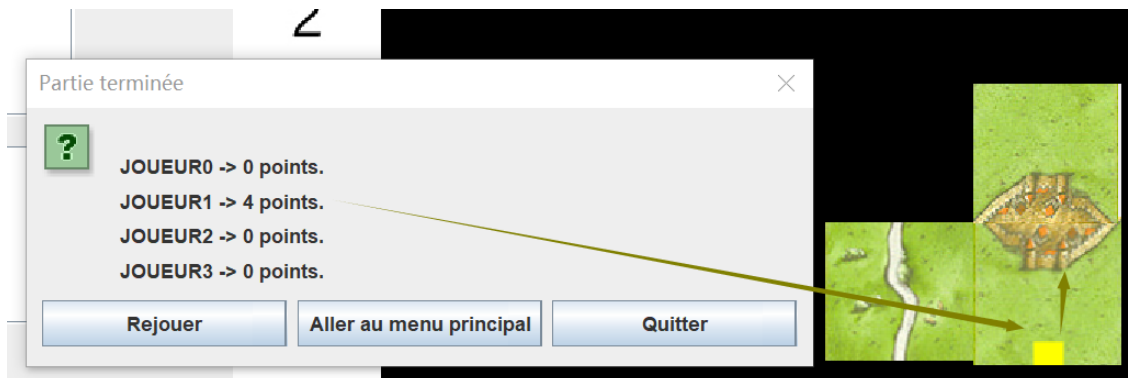 2
Partie terminée
?
JOUEUR0 -> 0 points.
JOUEUR1 -> 4 points.
JOUEUR2 -> 0 points.
JOUEUR3 -> 0 points.
Rejouer
Aller au menu principal
Quitter